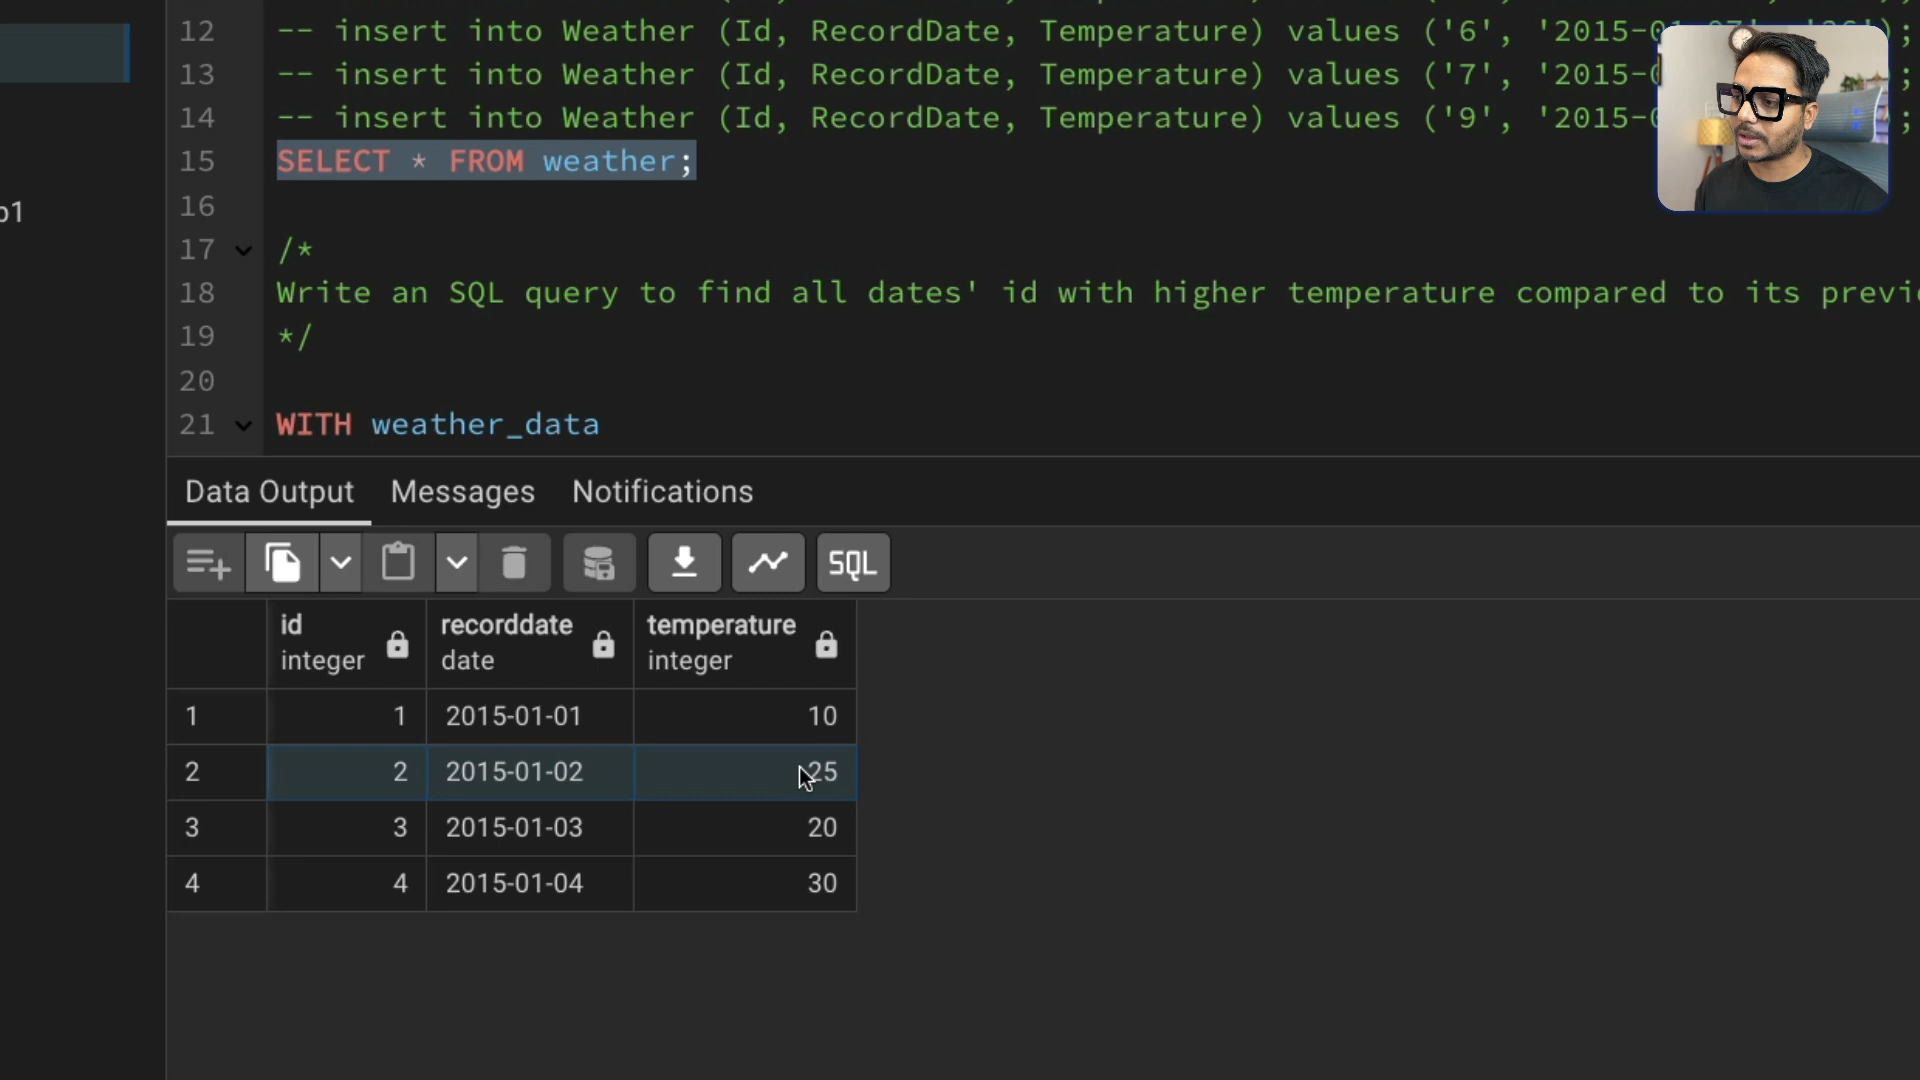 12 -- insert into Weather (Id, RecordDate, Temperature) values ('6', '2015-01-07', '26');
13 -- insert into Weather (Id, RecordDate, Temperature) values ('7', '2015-0 ;
14 -- insert into Weather (Id, RecordDate, Temperature) values ('9', '2015-0 ;
15 SELECT * FROM weather;
16
17 /*
18 Write an SQL query to find all dates' id with higher temperature compared to its
19 */
20
21 WITH weather_data
Data Output Messages Notifications
SQL
id recorddate temperature
integer date integer
1 1 2015-01-01 10
2 2 2015-01-02 25
3 3 2015-01-03 20
4 4 2015-01-04 30